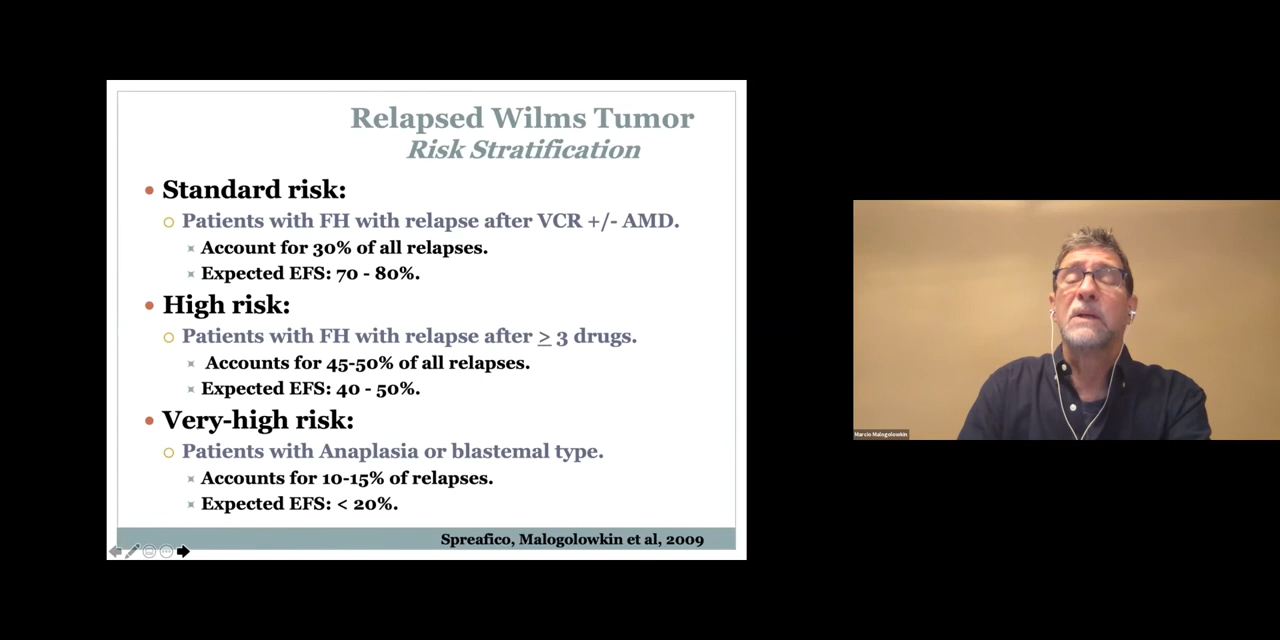 Relapsed Wilms Tumor
Risk Stratification
Standard risk:
Patients with FH with relapse after VCR +/- AMD.
Account for 30% of all relapses.
Expected EFS: 70 - 80%.
High risk:
Patients with FH with relapse after ≥ 3 drugs.
Accounts for 45-50% of all relapses.
Expected EFS: 40 - 50%.
Very-high risk:
Patients with Anaplasia or blastemal type.
Accounts for 10-15% of relapses.
Expected EFS: < 20%.
Spreafico, Malogolowkin et al, 2009
Marcio Malogolowkin